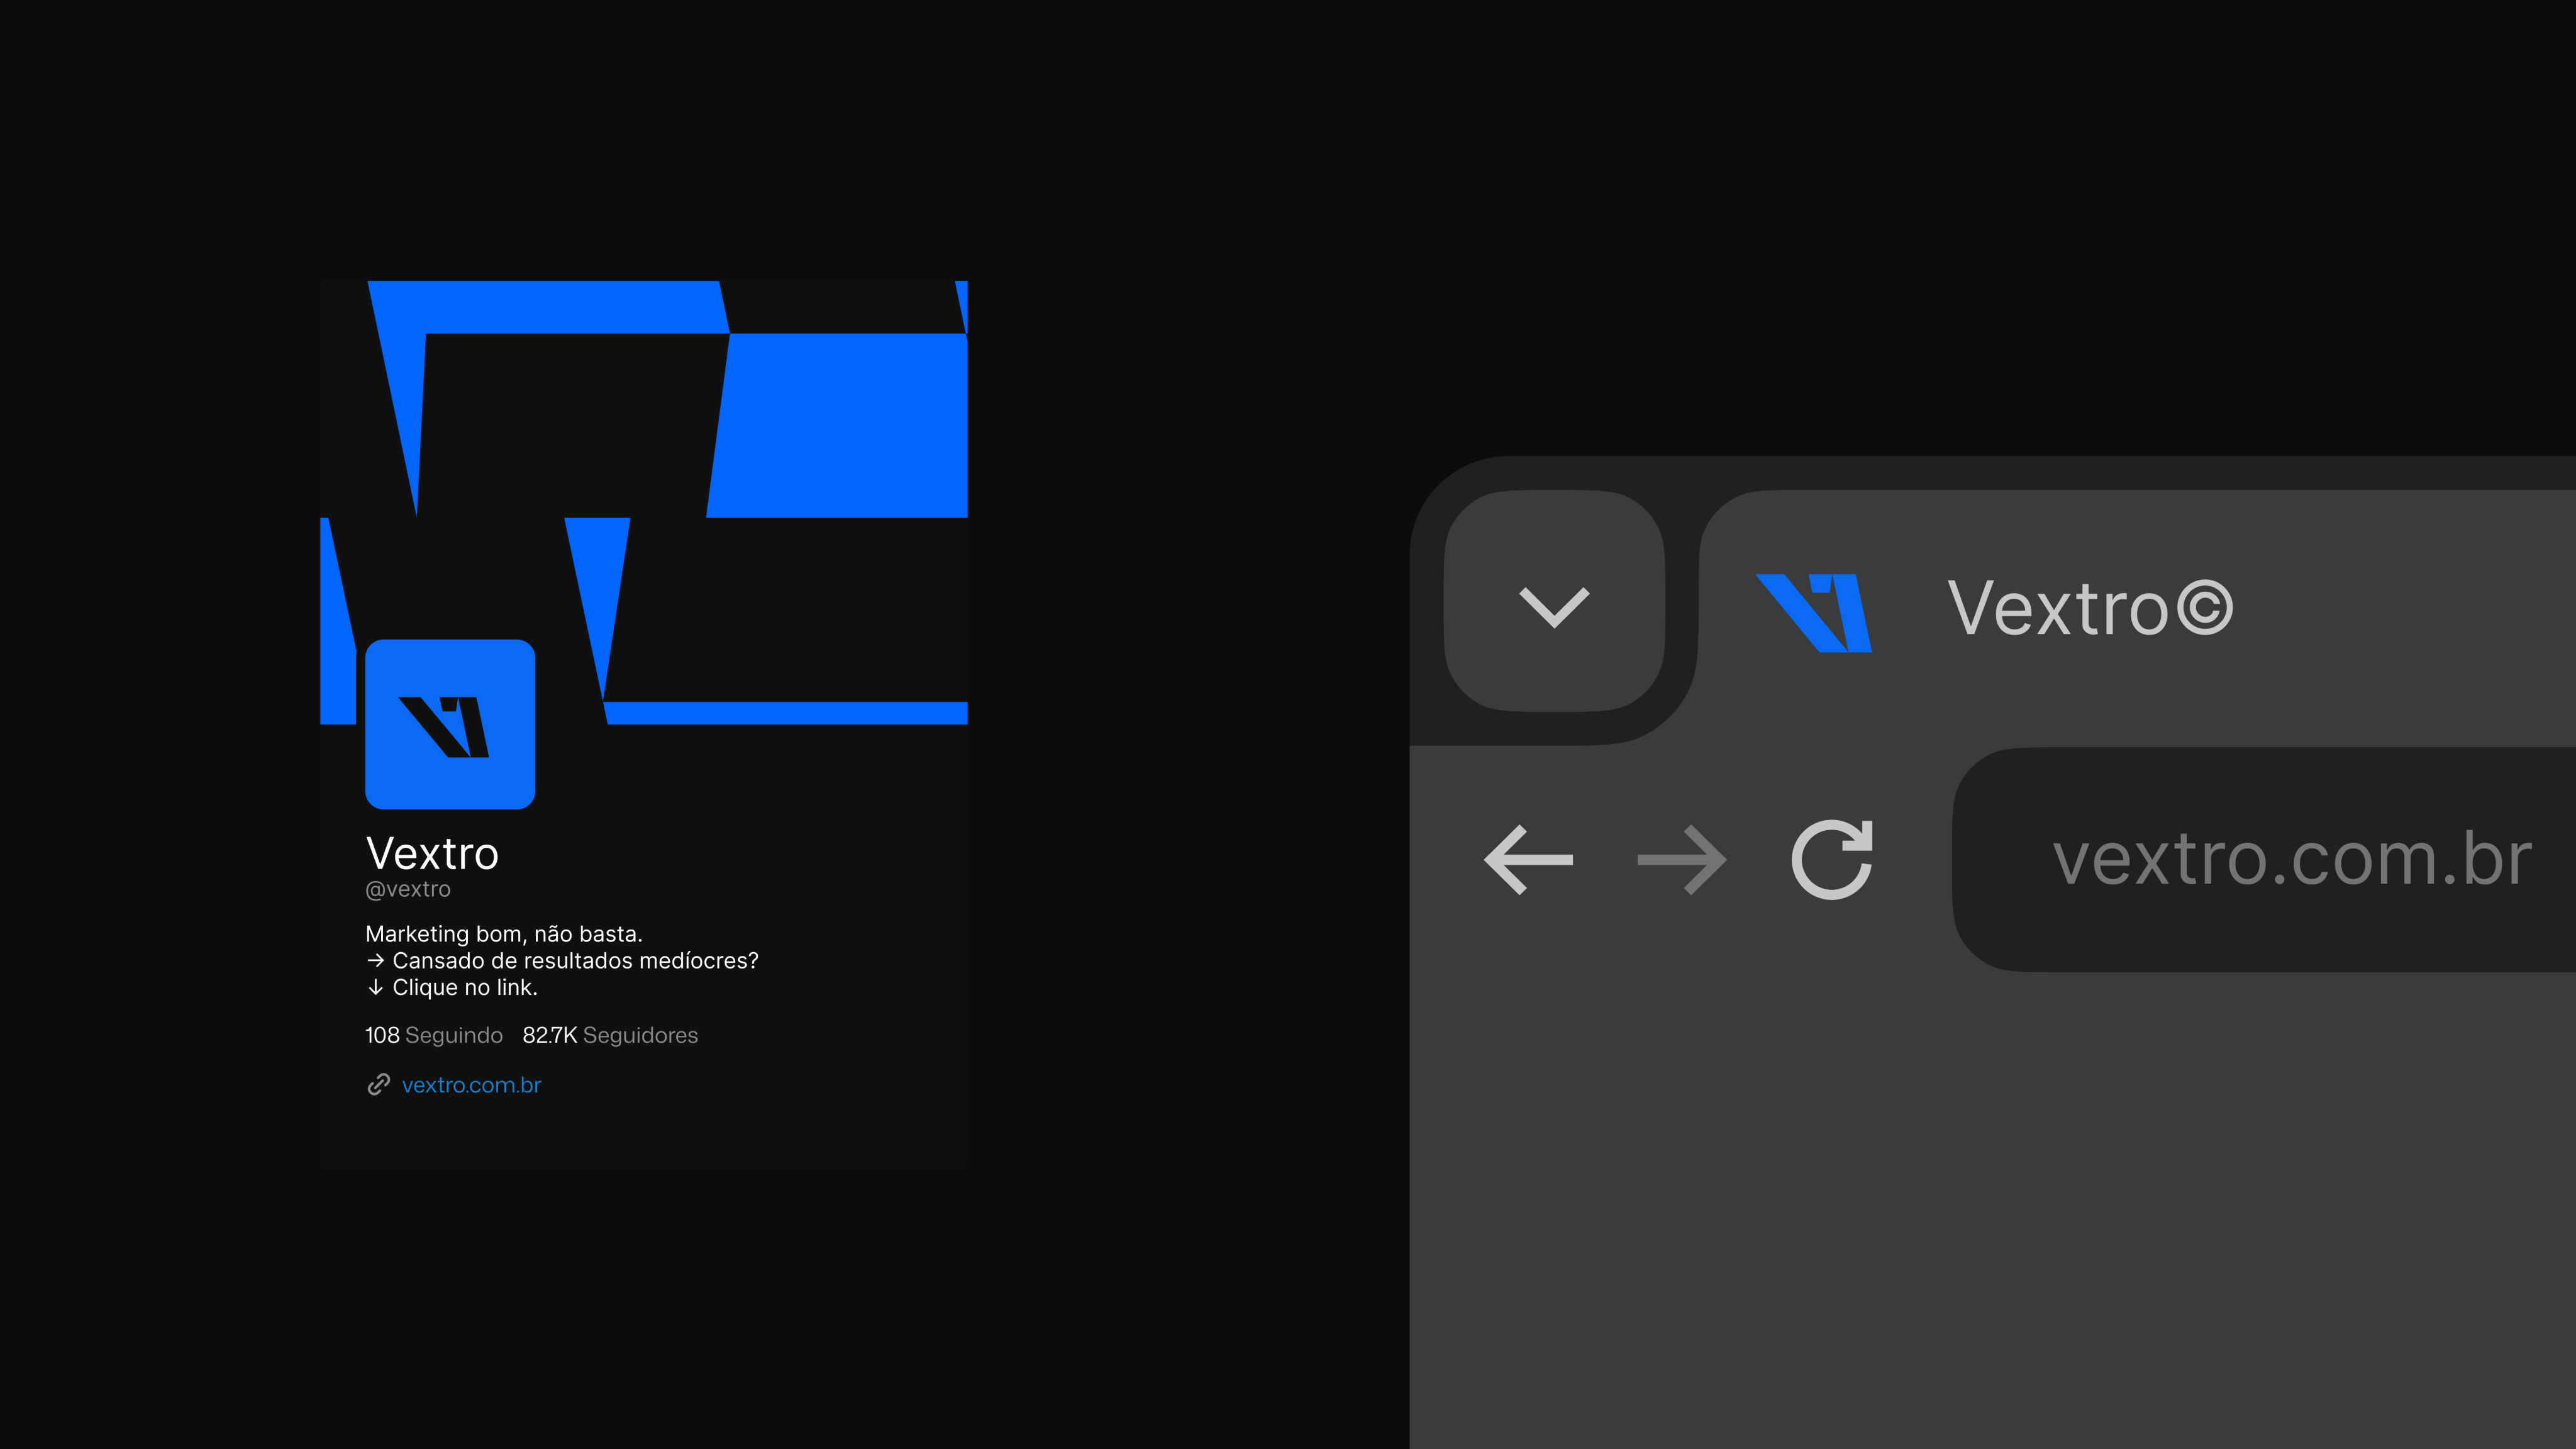 Vextro
@vextro
Marketing bom, não basta.
→ Cansado de resultados medíocres?
↓ Clique no link.
108 Seguindo 82.7K Seguidores
vextro.com.br
Vextro©
vextro.com.br